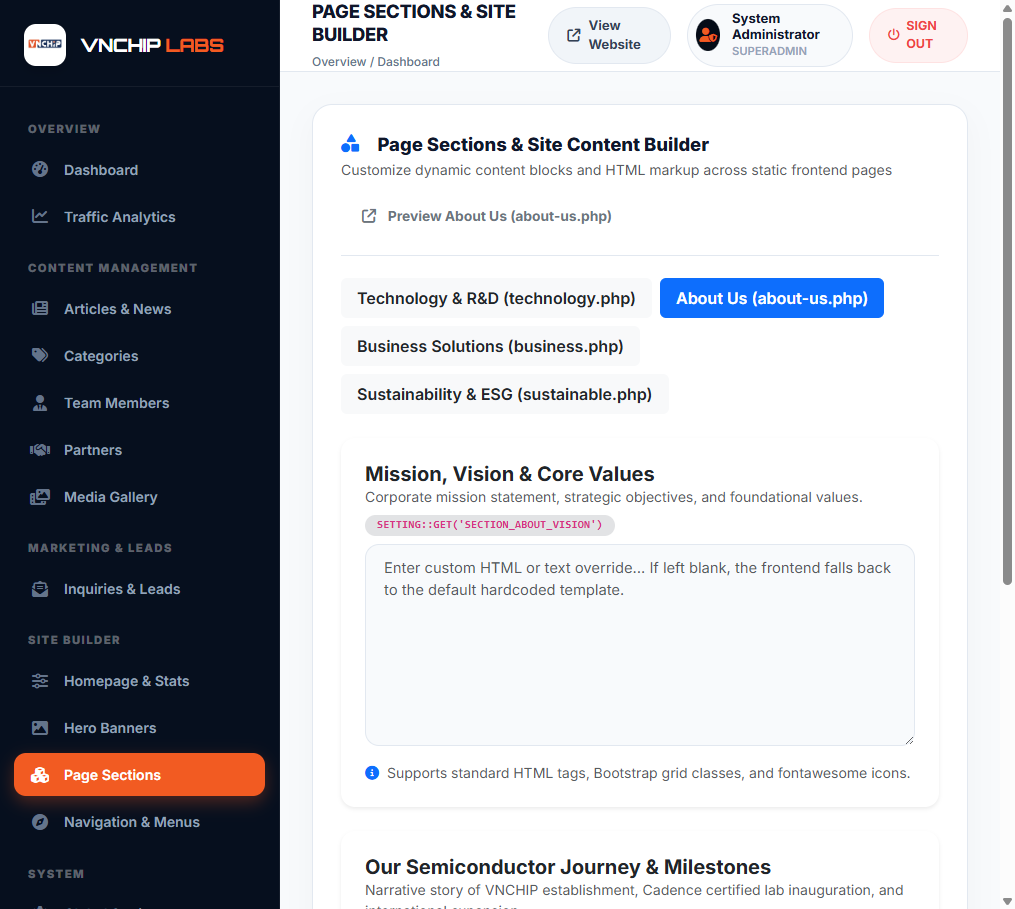 VNCHIP
VNCHIP LABS
OVERVIEW
Dashboard
Traffic Analytics
CONTENT MANAGEMENT
Articles & News
Categories
Team Members
Partners
Media Gallery
MARKETING & LEADS
Inquiries & Leads
SITE BUILDER
Homepage & Stats
Hero Banners
Page Sections
Navigation & Menus
SYSTEM
PAGE SECTIONS & SITE
BUILDER
Overview / Dashboard
View
Website
System
Administrator
SUPERADMIN
SIGN
OUT
Page Sections & Site Content Builder
Customize dynamic content blocks and HTML markup across static frontend pages
Preview About Us (about-us.php)
Technology & R&D (technology.php)
About Us (about-us.php)
Business Solutions (business.php)
Sustainability & ESG (sustainable.php)
Mission, Vision & Core Values
Corporate mission statement, strategic objectives, and foundational values.
SETTING::GET('SECTION_ABOUT_VISION')
Enter custom HTML or text override... If left blank, the frontend falls back
to the default hardcoded template.
Supports standard HTML tags, Bootstrap grid classes, and fontawesome icons.
Our Semiconductor Journey & Milestones
Narrative story of VNCHIP establishment, Cadence certified lab inauguration, and
international expansion.